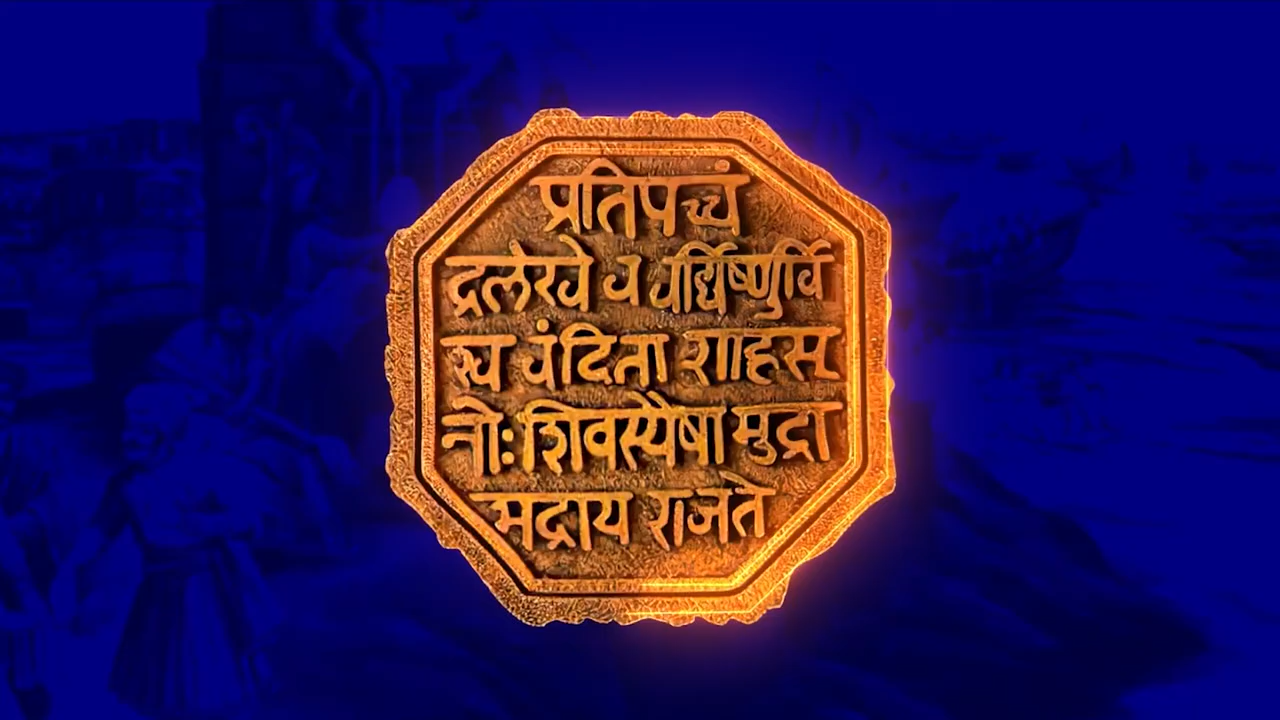 प्रतिपच्चं
द्रलेखेव वर्धिष्णुर्वि
श्व वंदिता शाहसू
नोः शिवस्यैषा मुद्रा
भद्राय राजते